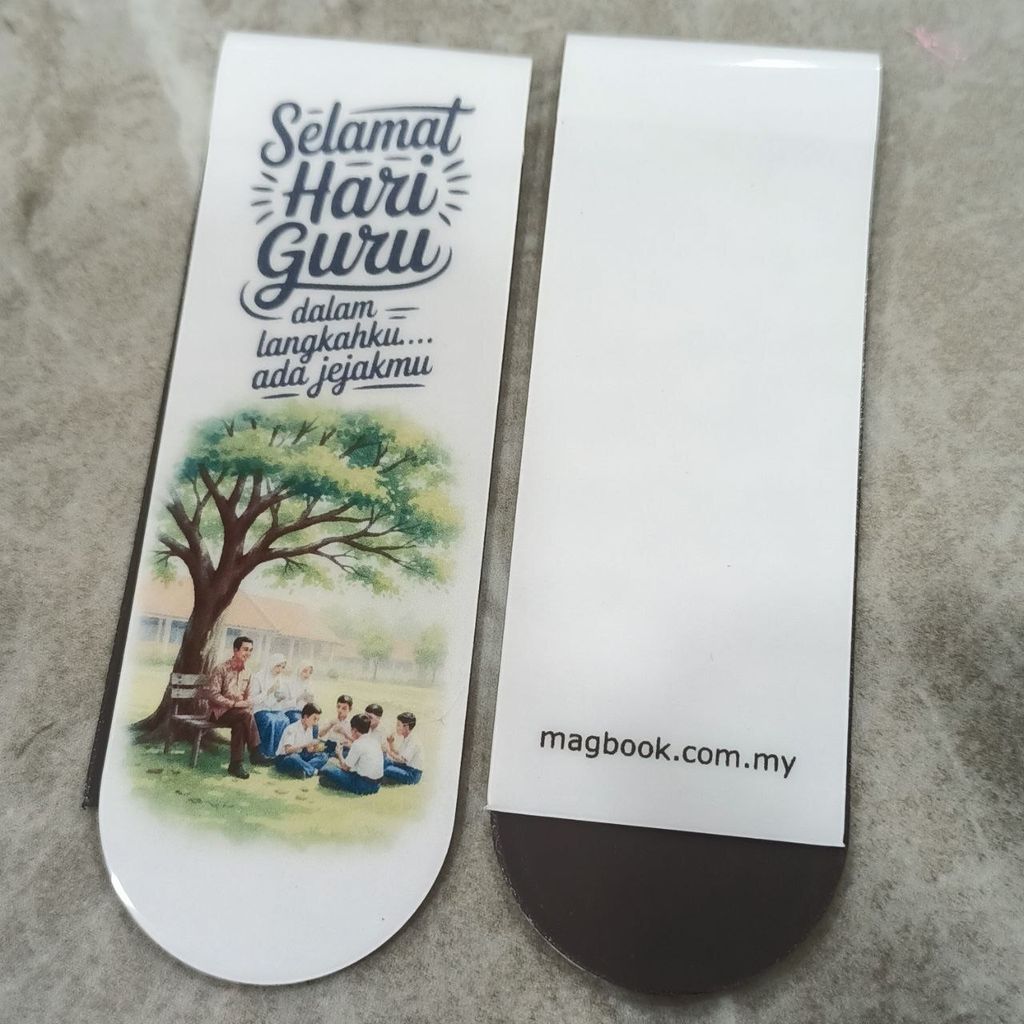 Selamat
Hari
Guru
dalam
langkahku....
ada jejakmu
magbook.com.my